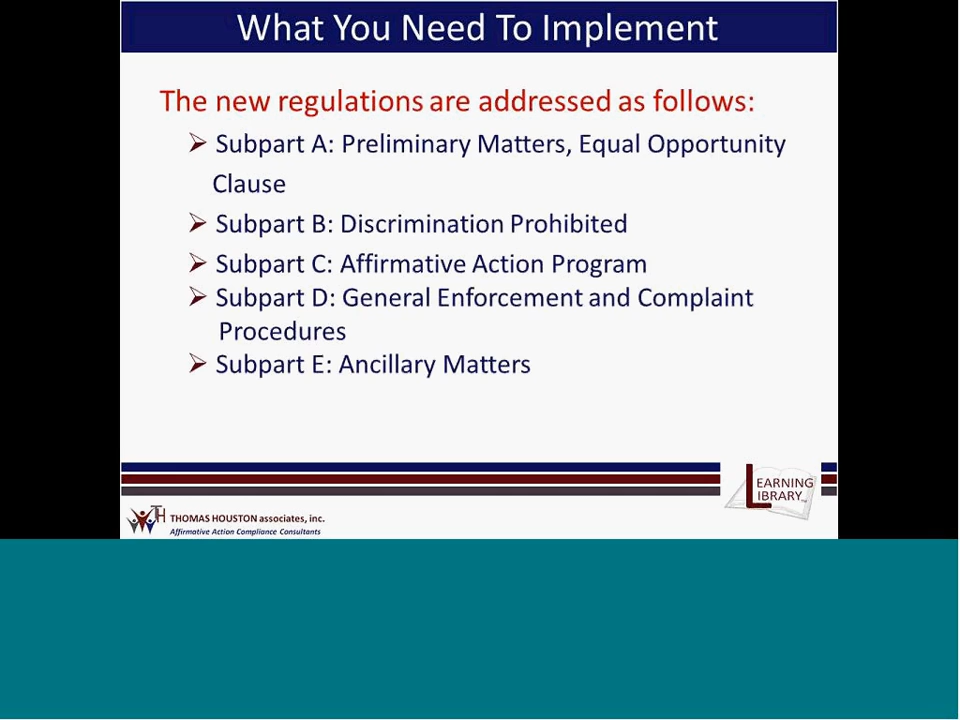 What You Need To Implement
The new regulations are addressed as follows:
➢ Subpart A: Preliminary Matters, Equal Opportunity
Clause
➢ Subpart B: Discrimination Prohibited
➢ Subpart C: Affirmative Action Program
➢ Subpart D: General Enforcement and Complaint
Procedures
➢ Subpart E: Ancillary Matters
LEARNING
LIBRARY
TH THOMAS HOUSTON associates, inc.
Affirmative Action Compliance Consultants